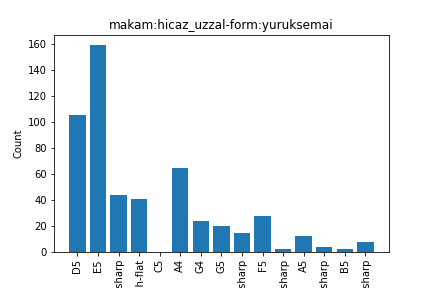 makam:hicaz_uzzal-form:yuruksemai
Count
160
140
120
100
80
60
40
20
0
D5
E5
sharp
h-flat
C5
A4
G4
G5
sharp
F5
sharp
A5
sharp
B5
sharp